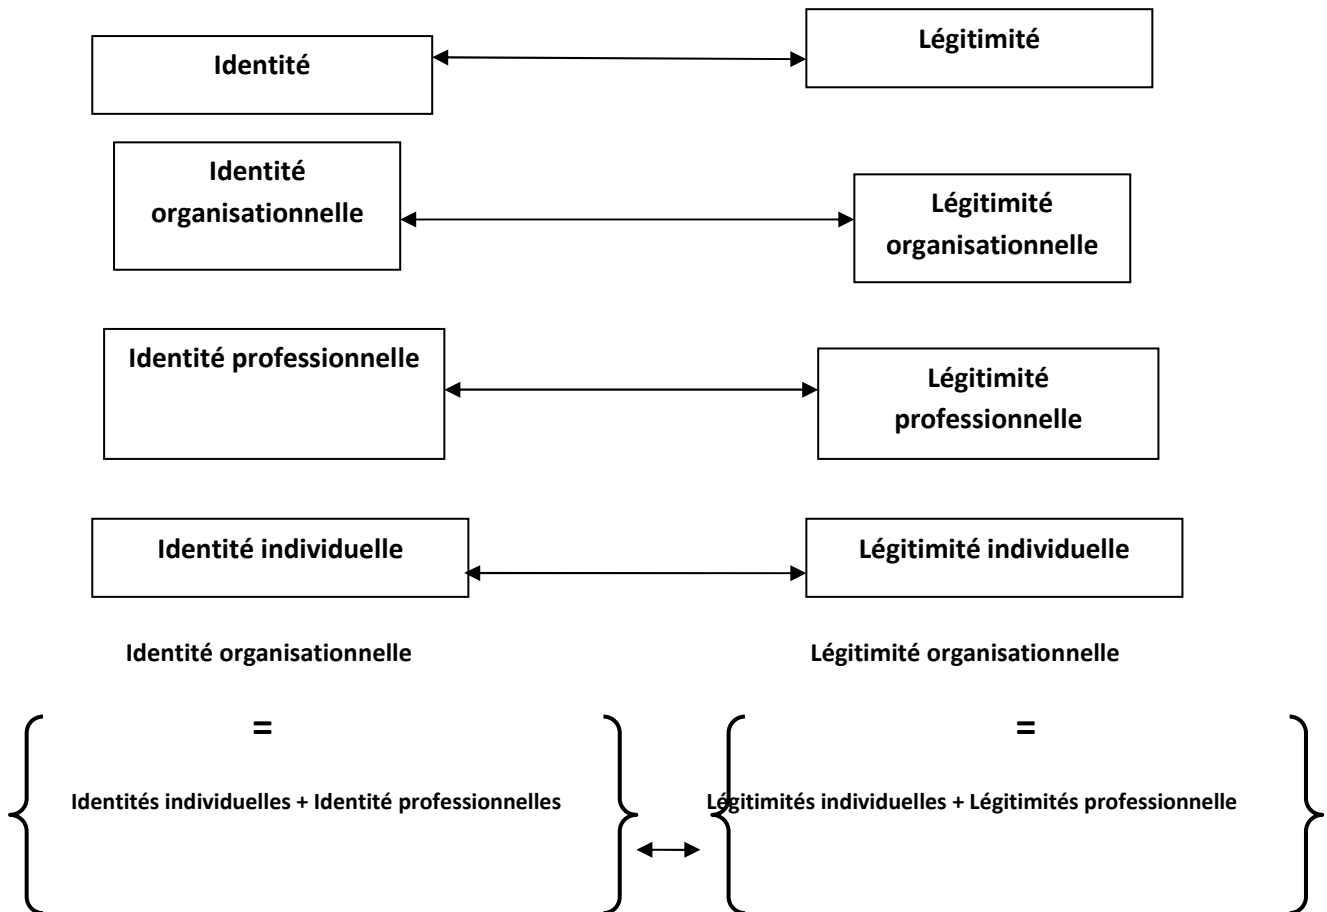 Identité
Légitimité
Identité
organisationnelle
Légitimité
organisationnelle
Identité professionnelle
Légitimité
professionnelle
Identité individuelle
Légitimité individuelle
Identité organisationnelle
Légitimité organisationnelle
=
=
Identités individuelles + Identité professionnelles
Légitimités individuelles + Légitimités professionnelle